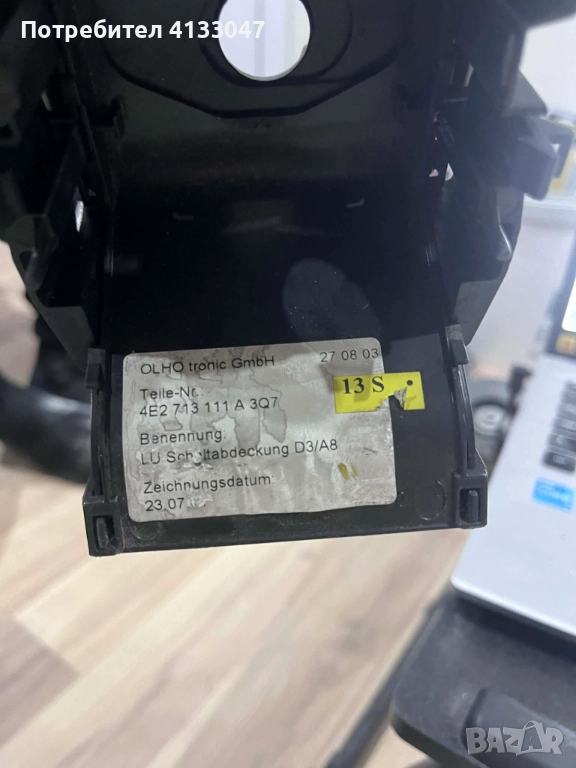 Потребител 4133047
OLHO tronic GmbH 27 08 03
13 S
Teile-Nr.
4E2 713 111 A 3Q7
Benennung:
LU Schaltabdeckung D3/A8
Zeichnungsdatum:
23.07
BAZAR